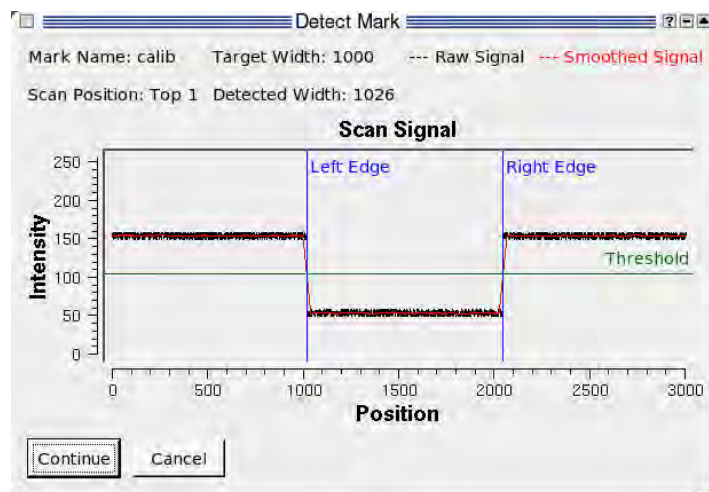 Detect Mark
Mark Name: calib Target Width: 1000 --- Raw Signal --- Smoothed Signal
Scan Position: Top 1 Detected Width: 1026
Scan Signal
Left Edge Right Edge
Threshold
Intensity
250
200
150
100
50
0
0 500 1000 1500 2000 2500 3000
Position
Continue Cancel